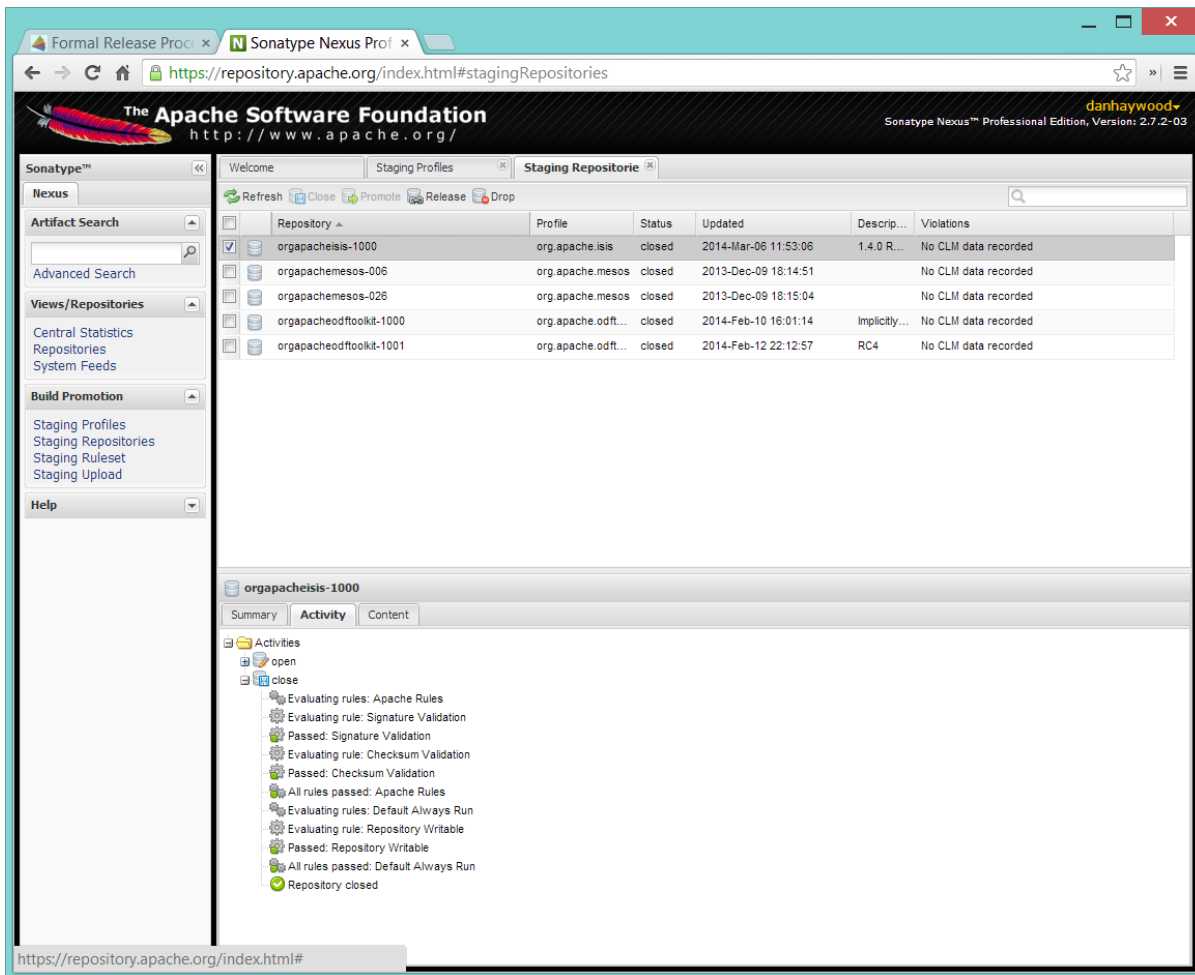 Formal Release Proc
Sonatype Nexus Prof
https://repository.apache.org/index.html#stagingRepositories
The Apache Software Foundation
http://www.apache.org/
danhaywood
Sonatype Nexus™ Professional Edition, Version: 2.7.2-03
Sonatype™
Nexus
Artifact Search
Advanced Search
Views/Repositories
Central Statistics
Repositories
System Feeds
Build Promotion
Staging Profiles
Staging Repositories
Staging Ruleset
Staging Upload
Help
Welcome Staging Profiles Staging Repositorie
Refresh Close Promote Release Drop
Repository Profile Status Updated Descrip... Violations
orgapacheisis-1000 org.apache.isis closed 2014-Mar-06 11:53:06 1.4.0 R... No CLM data recorded
orgapachemesos-006 org.apache.mesos closed 2013-Dec-09 18:14:51 No CLM data recorded
orgapachemesos-026 org.apache.mesos closed 2013-Dec-09 18:15:04 No CLM data recorded
orgapacheodftoolkit-1000 org.apache.odft... closed 2014-Feb-10 16:01:14 Implicitly... No CLM data recorded
orgapacheodftoolkit-1001 org.apache.odft... closed 2014-Feb-12 22:12:57 RC4 No CLM data recorded
orgapacheisis-1000
Summary Activity Content
Activities
open
close
Evaluating rules: Apache Rules
Evaluating rule: Signature Validation
Passed: Signature Validation
Evaluating rule: Checksum Validation
Passed: Checksum Validation
All rules passed: Apache Rules
Evaluating rules: Default Always Run
Evaluating rule: Repository Writable
Passed: Repository Writable
All rules passed: Default Always Run
Repository closed
https://repository.apache.org/index.html#